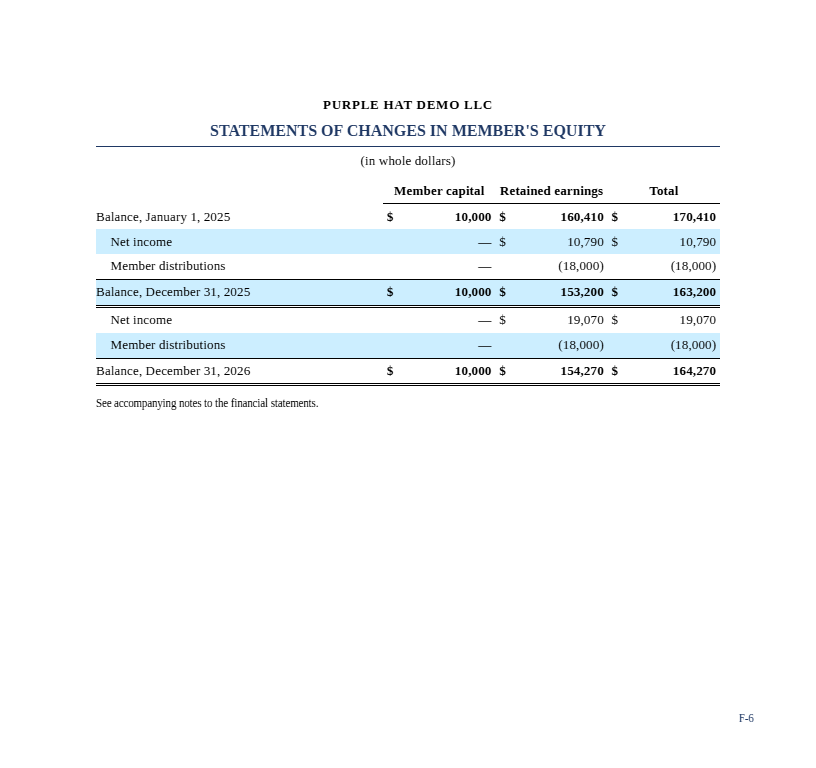 PURPLE HAT DEMO LLC
STATEMENTS OF CHANGES IN MEMBER'S EQUITY
(in whole dollars)
Member capital Retained earnings Total
Balance, January 1, 2025 $ 10,000 $ 160,410 $ 170,410
Net income — $ 10,790 $ 10,790
Member distributions — (18,000) (18,000)
Balance, December 31, 2025 $ 10,000 $ 153,200 $ 163,200
Net income — $ 19,070 $ 19,070
Member distributions — (18,000) (18,000)
Balance, December 31, 2026 $ 10,000 $ 154,270 $ 164,270
See accompanying notes to the financial statements.
F-6